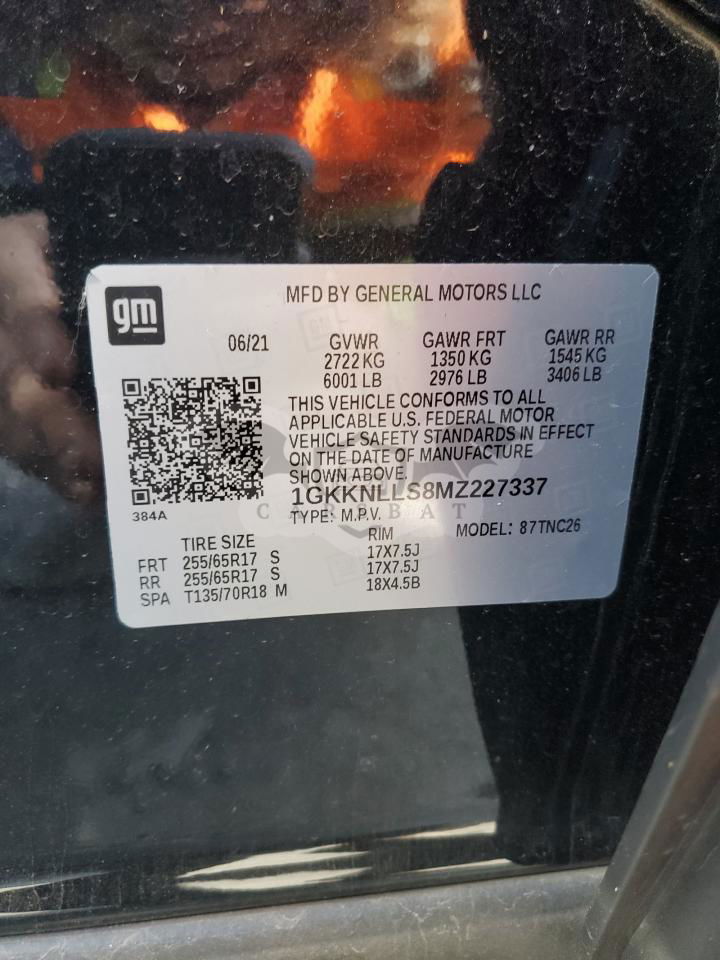 gm
MFD BY GENERAL MOTORS LLC
06/21 GVWR GAWR FRT GAWR RR
2722 KG 1350 KG 1545 KG
6001 LB 2976 LB 3406 LB
THIS VEHICLE CONFORMS TO ALL
APPLICABLE U.S. FEDERAL MOTOR
VEHICLE SAFETY STANDARDS IN EFFECT
ON THE DATE OF MANUFACTURE
SHOWN ABOVE.
1GKKNLLS8MZ227337
384A
CARBAT
TYPE: M.P.V. MODEL: 87TNC26
TIRE SIZE RIM
FRT 255/65R17 S 17X7.5J
RR 255/65R17 S 17X7.5J
SPA T135/70R18 M 18X4.5B